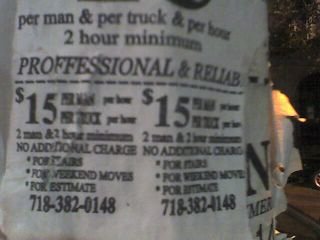 per man & per truck & per hour
2 hour minimum
PROFFESSIONAL & RELIAB
$15 PER MAN per hour
PER TRUCK per hour
2 man & 2 hour minimum
NO ADDITIONAL CHARGE
* FOR STAIRS
* FOR WEEKEND MOVES
* FOR ESTIMATE
718-382-0148
$15 PER MAN per hour
PER TRUCK per hour
2 man & 2 hour minimum
NO ADDITIONAL CHARG
* FOR STAIRS
* FOR WEEKEND MOVES
* FOR ESTIMATE
718-382-0148
N